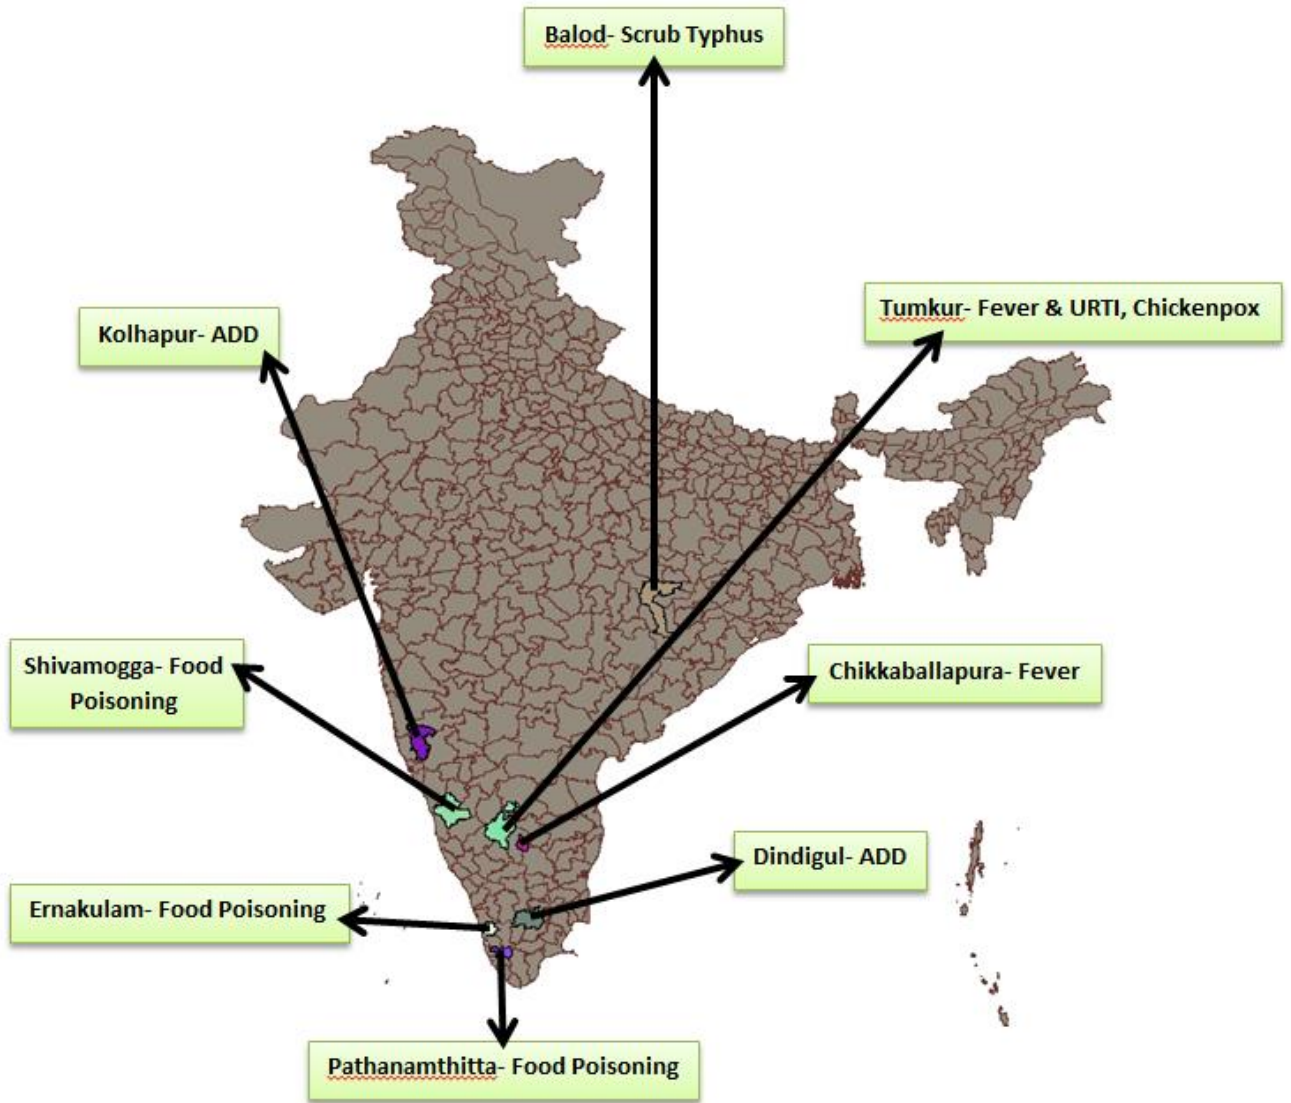 Balod- Scrub Typhus
Tumkur- Fever & URTI, Chickenpox
Kolhapur- ADD
Shivamogga- Food
Poisoning
Chikkaballapura- Fever
Dindigul- ADD
Ernakulam- Food Poisoning
Pathanamthitta- Food Poisoning